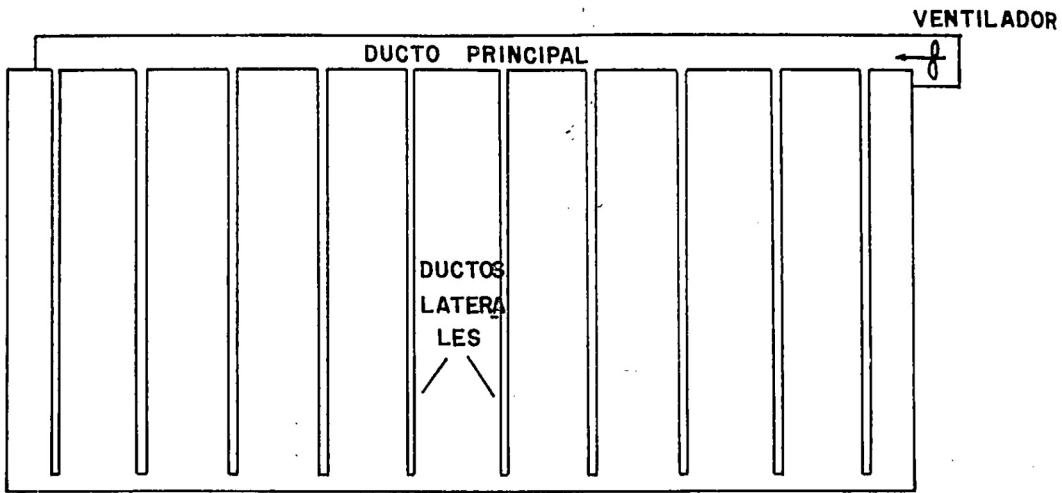 VENTILADOR
DUCTO PRINCIPAL
DUCTOS
LATERA
LES